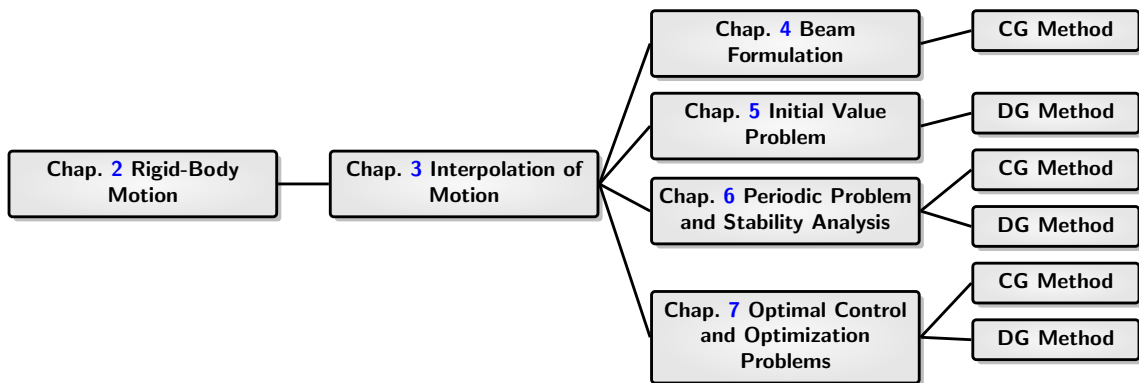 Chap. 2 Rigid-Body
Motion
Chap. 3 Interpolation of
Motion
Chap. 4 Beam
Formulation
CG Method
Chap. 5 Initial Value
Problem
DG Method
Chap. 6 Periodic Problem
and Stability Analysis
CG Method
DG Method
Chap. 7 Optimal Control
and Optimization
Problems
CG Method
DG Method